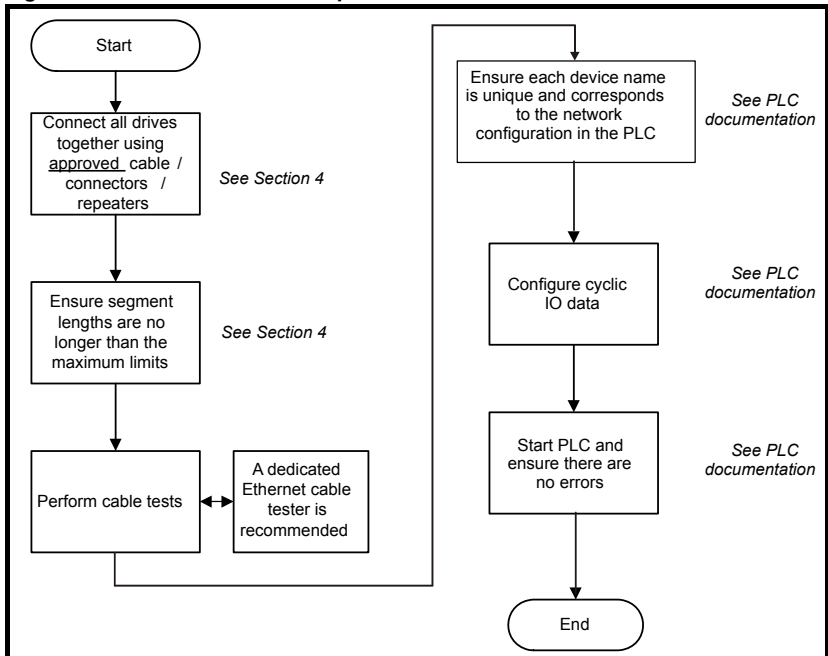 Start
Connect all drives
together using
approved cable /
connectors /
repeaters
See Section 4
Ensure segment
lengths are no
longer than the
maximum limits
See Section 4
Perform cable tests
A dedicated
Ethernet cable
tester is
recommended
Ensure each device name
is unique and corresponds
to the network
configuration in the PLC
See PLC
documentation
Configure cyclic
IO data
See PLC
documentation
Start PLC and
ensure there are
no errors
See PLC
documentation
End